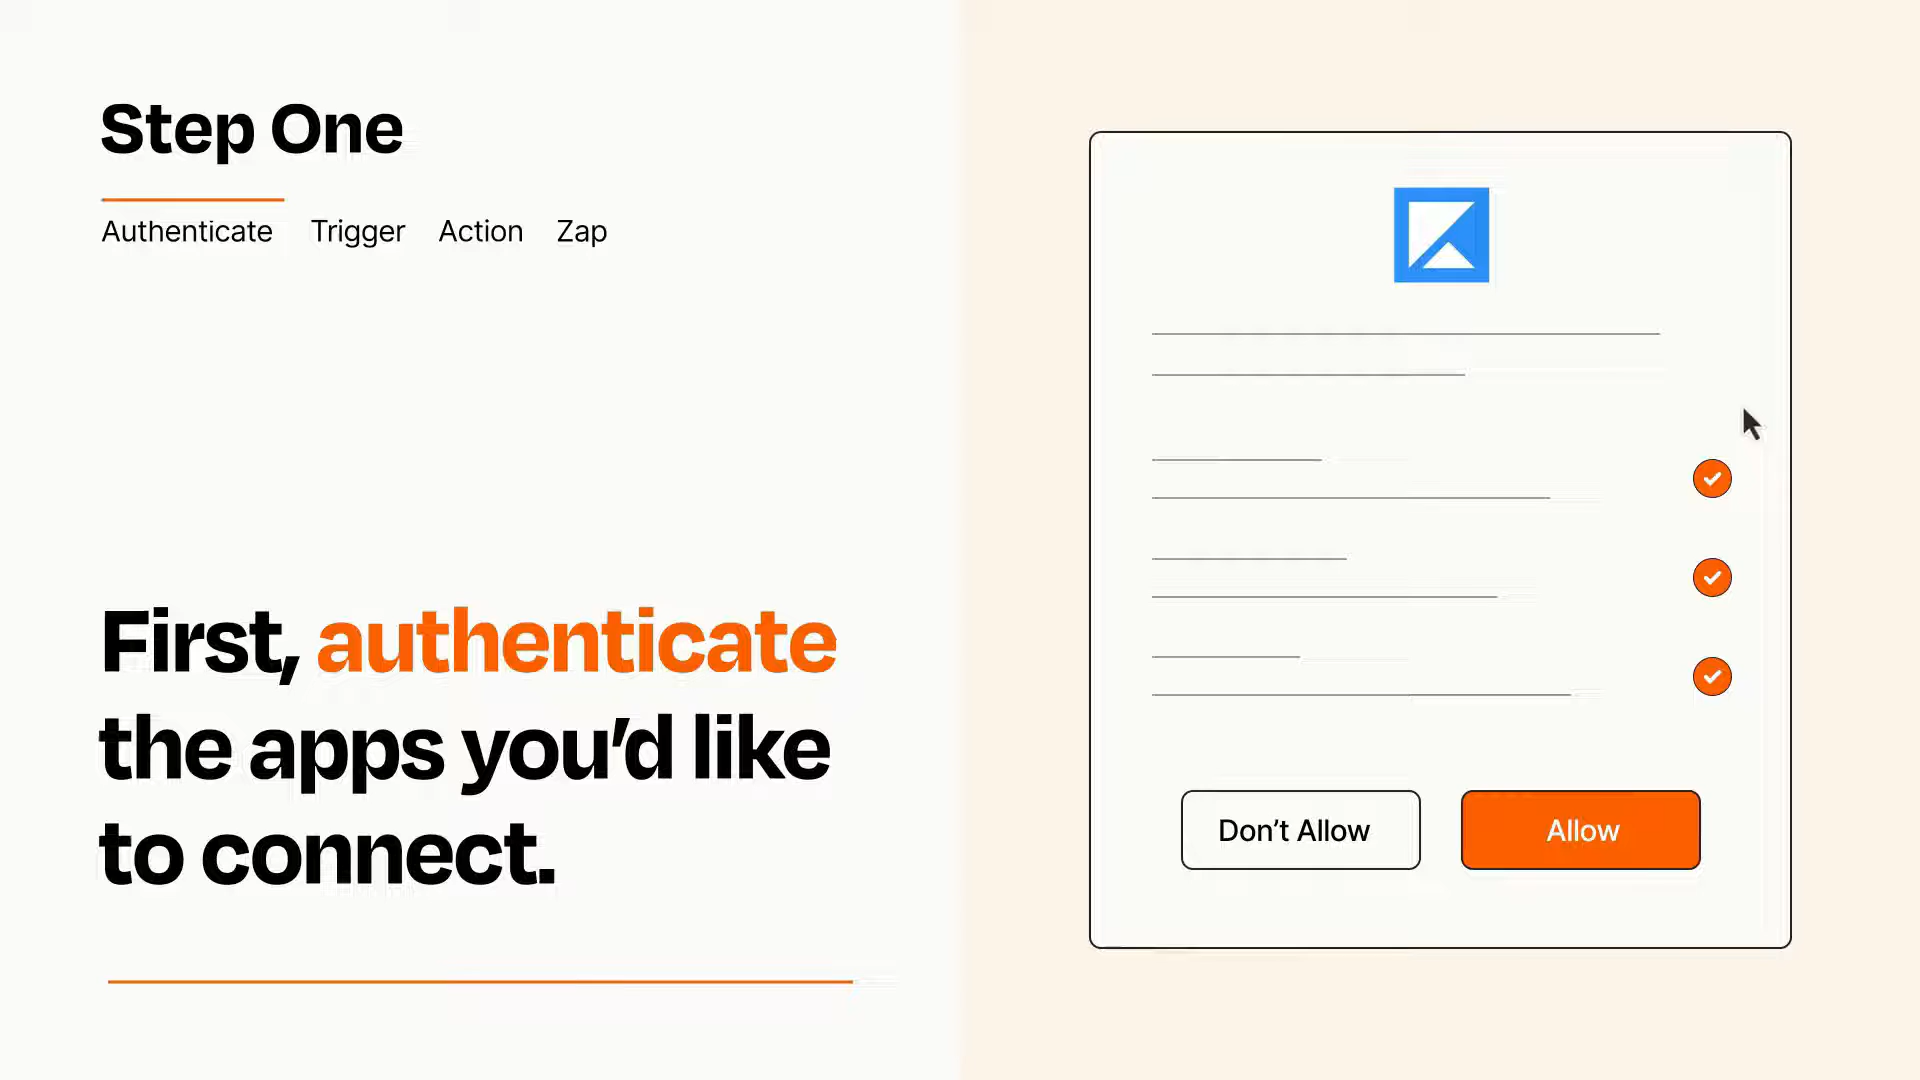 Step One
Authenticate Trigger Action Zap
First, authenticate
the apps you’d like
to connect.
Don’t Allow
Allow